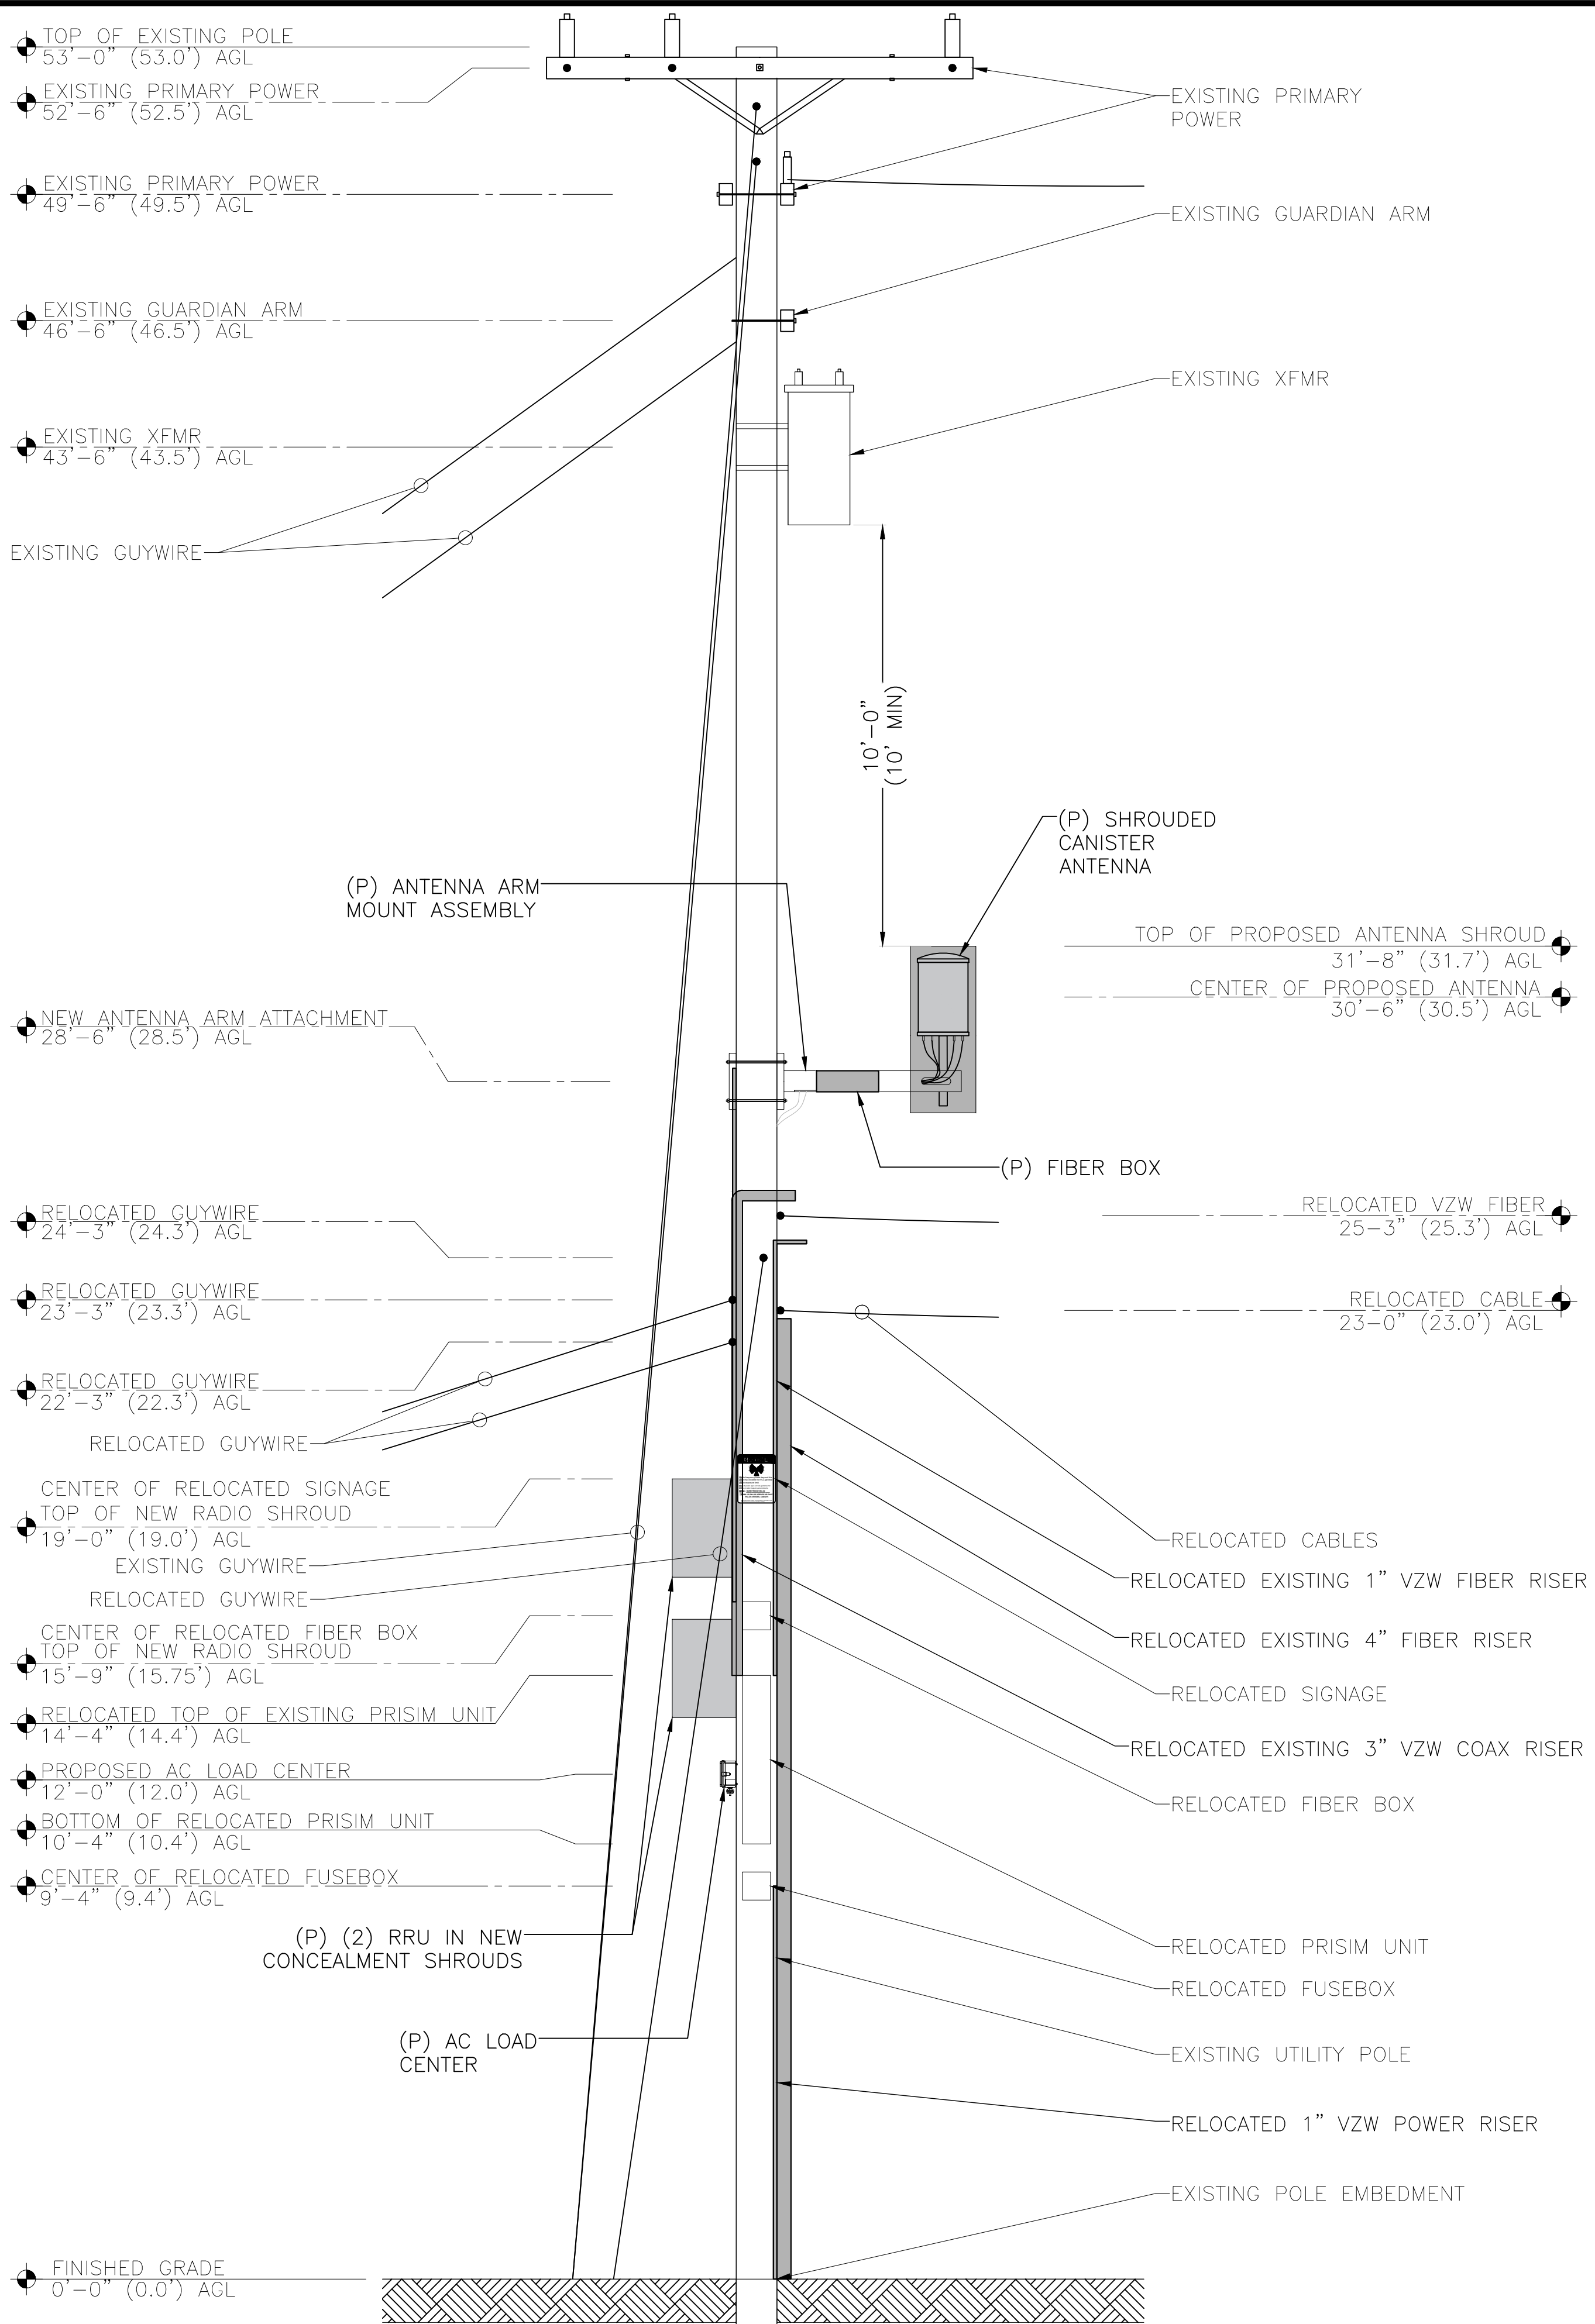 TOP OF EXISTING POLE
53'-0" (53.0') AGL
EXISTING PRIMARY POWER
52'-6" (52.5') AGL
EXISTING PRIMARY
POWER
EXISTING PRIMARY POWER
49'-6" (49.5') AGL
EXISTING GUARDIAN ARM
EXISTING GUARDIAN ARM
46'-6" (46.5') AGL
EXISTING XFMR
EXISTING XFMR
43'-6" (43.5') AGL
EXISTING GUYWIRE
10'-0"
(10' MIN)
(P) SHROUDED
CANISTER
ANTENNA
(P) ANTENNA ARM
MOUNT ASSEMBLY
TOP OF PROPOSED ANTENNA SHROUD
31'-8" (31.7') AGL
CENTER OF PROPOSED ANTENNA
30'-6" (30.5') AGL
NEW ANTENNA ARM ATTACHMENT
28'-6" (28.5') AGL
(P) FIBER BOX
RELOCATED GUYWIRE
24'-3" (24.3') AGL
RELOCATED VZW FIBER
25-3" (25.3') AGL
RELOCATED GUYWIRE
23'-3" (23.3') AGL
RELOCATED CABLE
23-0" (23.0') AGL
RELOCATED GUYWIRE
22'-3" (22.3') AGL
RELOCATED GUYWIRE
CENTER OF RELOCATED SIGNAGE
TOP OF NEW RADIO SHROUD
19'-0" (19.0') AGL
EXISTING GUYWIRE
RELOCATED GUYWIRE
RELOCATED CABLES
RELOCATED EXISTING 1" VZW FIBER RISER
RELOCATED EXISTING 4" FIBER RISER
CENTER OF RELOCATED FIBER BOX
TOP OF NEW RADIO SHROUD
15'-9" (15.75') AGL
RELOCATED SIGNAGE
RELOCATED TOP OF EXISTING PRISIM UNIT
14'-4" (14.4') AGL
RELOCATED EXISTING 3" VZW COAX RISER
PROPOSED AC LOAD CENTER
12'-0" (12.0') AGL
RELOCATED FIBER BOX
BOTTOM OF RELOCATED PRISIM UNIT
10'-4" (10.4') AGL
CENTER OF RELOCATED FUSEBOX
9'-4" (9.4') AGL
(P) (2) RRU IN NEW
CONCEALMENT SHROUDS
RELOCATED PRISIM UNIT
RELOCATED FUSEBOX
(P) AC LOAD
CENTER
EXISTING UTILITY POLE
RELOCATED 1" VZW POWER RISER
EXISTING POLE EMBEDMENT
FINISHED GRADE
0'-0" (0.0') AGL